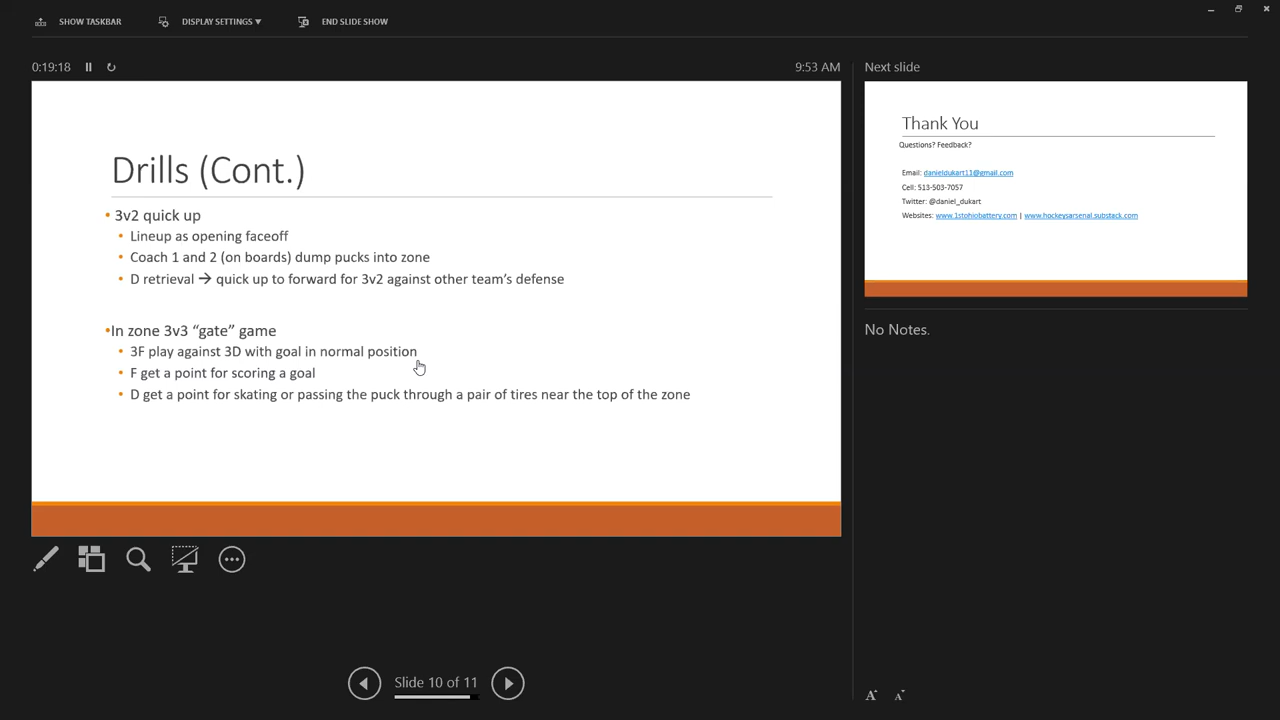 SHOW TASKBAR DISPLAY SETTINGS ▼ END SLIDE SHOW
0:19:18 9:53 AM
Drills (Cont.)
• 3v2 quick up
• Lineup as opening faceoff
• Coach 1 and 2 (on boards) dump pucks into zone
• D retrieval → quick up to forward for 3v2 against other team’s defense
•In zone 3v3 “gate” game
• 3F play against 3D with goal in normal position
• F get a point for scoring a goal
• D get a point for skating or passing the puck through a pair of tires near the top of the zone
Slide 10 of 11
Next slide
Thank You
Questions? Feedback?
Email: danieldukart11@gmail.com
Cell: 513-503-7057
Twitter: @daniel_dukart
Websites: www.1stohiobattery.com | www.hockeysarsenal.substack.com
No Notes.
A A